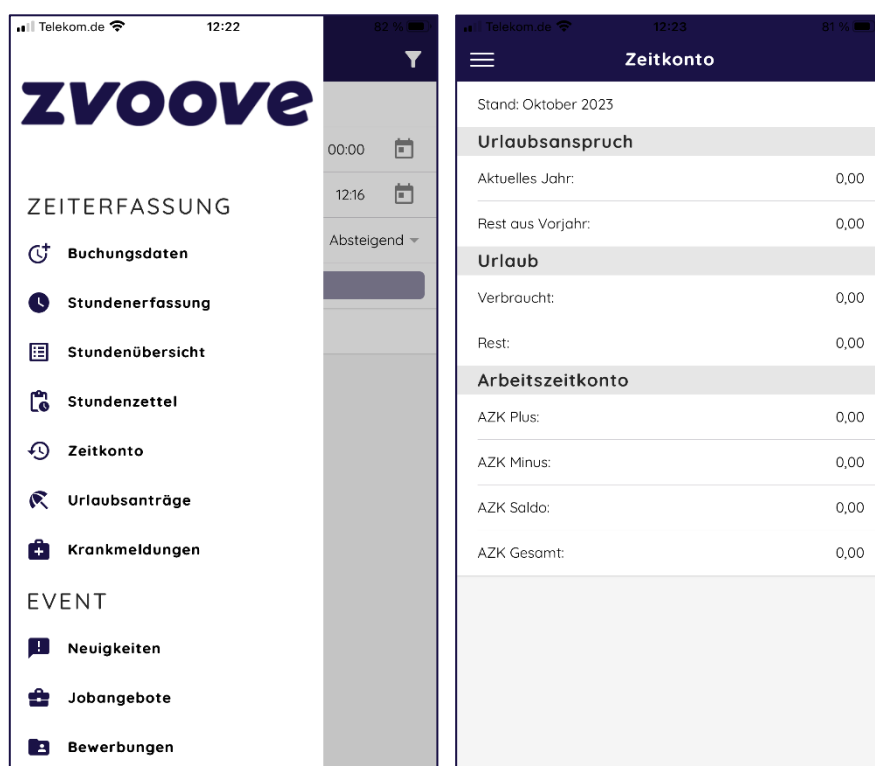 Telekom.de 12:22 82 %
zvoove
00:00
ZEITERFASSUNG
12:16
Buchungsdaten
Absteigend
Stundenerfassung
Stundenübersicht
Stundenzettel
Zeitkonto
Urlaubsanträge
Krankmeldungen
EVENT
Neuigkeiten
Jobangebote
Bewerbungen
Telekom.de 12:23 81 %
Zeitkonto
Stand: Oktober 2023
Urlaubsanspruch
Aktuelles Jahr: 0,00
Rest aus Vorjahr: 0,00
Urlaub
Verbraucht: 0,00
Rest: 0,00
Arbeitszeitkonto
AZK Plus: 0,00
AZK Minus: 0,00
AZK Saldo: 0,00
AZK Gesamt: 0,00